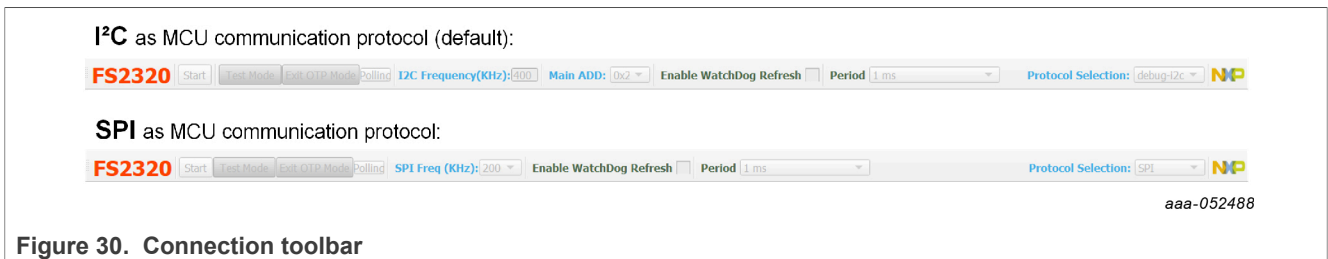 I²C as MCU communication protocol (default):
FS2320 Start Test Mode Exit OTP Mode Polling I2C Frequency(KHz): 400 Main ADD: 0x2 Enable WatchDog Refresh Period 1 ms Protocol Selection: debug-i2c NXP
SPI as MCU communication protocol:
FS2320 Start Test Mode Exit OTP Mode Polling SPI Freq (KHz): 200 Enable WatchDog Refresh Period 1 ms Protocol Selection: SPI NXP
aaa-052488
Figure 30. Connection toolbar